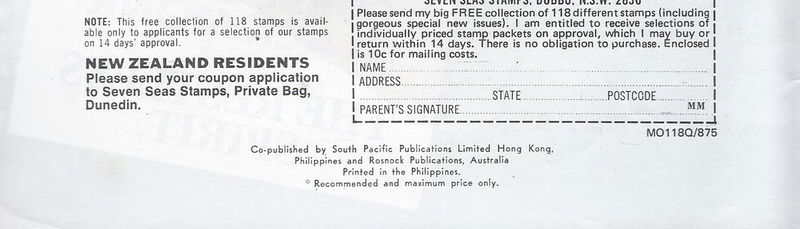 NOTE: This free collection of 118 stamps is avail-
able only to applicants for a selection of our stamps
on 14 days' approval.
NEW ZEALAND RESIDENTS
Please send your coupon application
to Seven Seas Stamps, Private Bag,
Dunedin.
SEVEN SEAS STAMPS, DUBBO, N.S.W. 2830
Please send my big FREE collection of 118 different stamps (including
gorgeous special new issues). I am entitled to receive selections of
individually priced stamp packets on approval, which I may buy or
return within 14 days. There is no obligation to purchase. Enclosed
is 10c for mailing costs.
NAME
ADDRESS
STATE POSTCODE
PARENT'S SIGNATURE MM
MO118Q/875
Co-published by South Pacific Publications Limited Hong Kong,
Philippines and Rosnock Publications, Australia
Printed in the Philippines.
* Recommended and maximum price only.